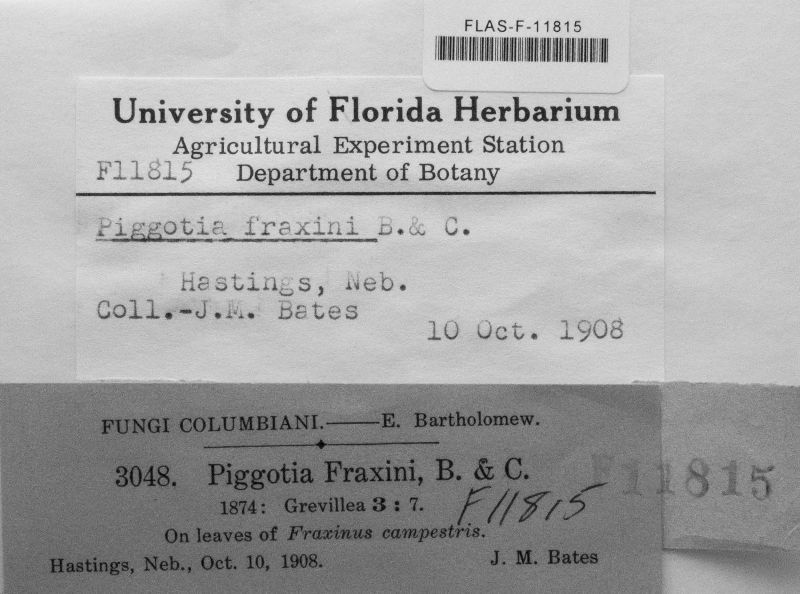 FLAS-F-11815
University of Florida Herbarium
Agricultural Experiment Station
F11815 Department of Botany
Piggotia fraxini B.& C.
Hastings, Neb.
Coll.-J.M. Bates
10 Oct. 1908
FUNGI COLUMBIANI.—E. Bartholomew.
3048. Piggotia Fraxini, B. & C.
1874: Grevillea 3 : 7.
F11815
F11815
On leaves of Fraxinus campestris.
Hastings, Neb., Oct. 10, 1908. J. M. Bates